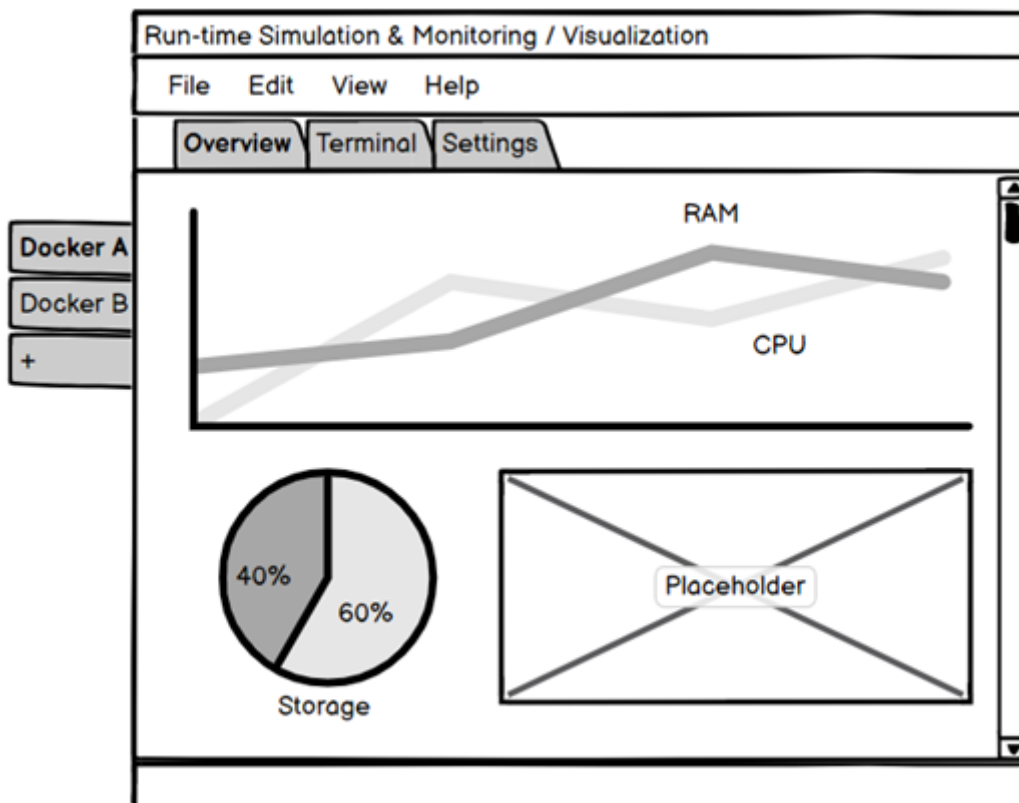 Run-time Simulation & Monitoring / Visualization
File Edit View Help
Overview Terminal Settings
Docker A
Docker B
+
RAM
CPU
40%
60%
Storage
Placeholder